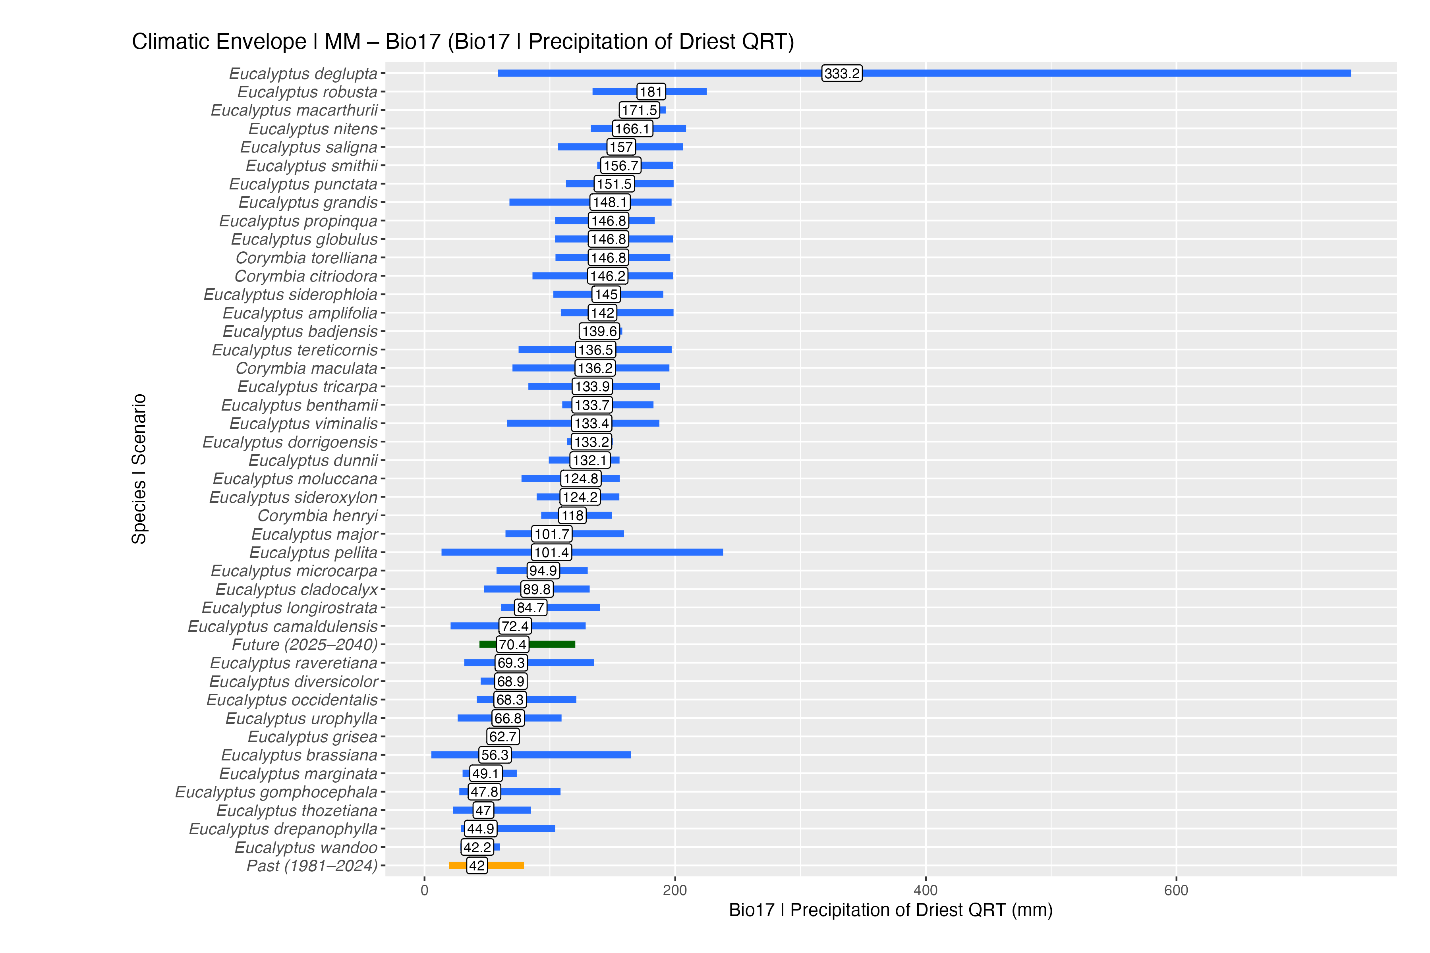 Climatic Envelope | MM – Bio17 (Bio17 | Precipitation of Driest QRT)
Species | Scenario
Eucalyptus deglupta 333.2
Eucalyptus robusta 181
Eucalyptus macarthurii 171.5
Eucalyptus nitens 166.1
Eucalyptus saligna 157
Eucalyptus smithii 156.7
Eucalyptus punctata 151.5
Eucalyptus grandis 148.1
Eucalyptus propinqua 146.8
Eucalyptus globulus 146.8
Corymbia torelliana 146.8
Corymbia citriodora 146.2
Eucalyptus siderophloia 145
Eucalyptus amplifolia 142
Eucalyptus badjensis 139.6
Eucalyptus tereticornis 136.5
Corymbia maculata 136.2
Eucalyptus tricarpa 133.9
Eucalyptus benthamii 133.7
Eucalyptus viminalis 133.4
Eucalyptus dorrigoensis 133.2
Eucalyptus dunnii 132.1
Eucalyptus moluccana 124.8
Eucalyptus sideroxylon 124.2
Corymbia henryi 118
Eucalyptus major 101.7
Eucalyptus pellita 101.4
Eucalyptus microcarpa 94.9
Eucalyptus cladocalyx 89.8
Eucalyptus longirostrata 84.7
Eucalyptus camaldulensis 72.4
Future (2025–2040) 70.4
Eucalyptus raveretiana 69.3
Eucalyptus diversicolor 68.9
Eucalyptus occidentalis 68.3
Eucalyptus urophylla 66.8
Eucalyptus grisea 62.7
Eucalyptus brassiana 56.3
Eucalyptus marginata 49.1
Eucalyptus gomphocephala 47.8
Eucalyptus thozetiana 47
Eucalyptus drepanophylla 44.9
Eucalyptus wandoo 42.2
Past (1981–2024) 42
0 200 400 600
Bio17 | Precipitation of Driest QRT (mm)